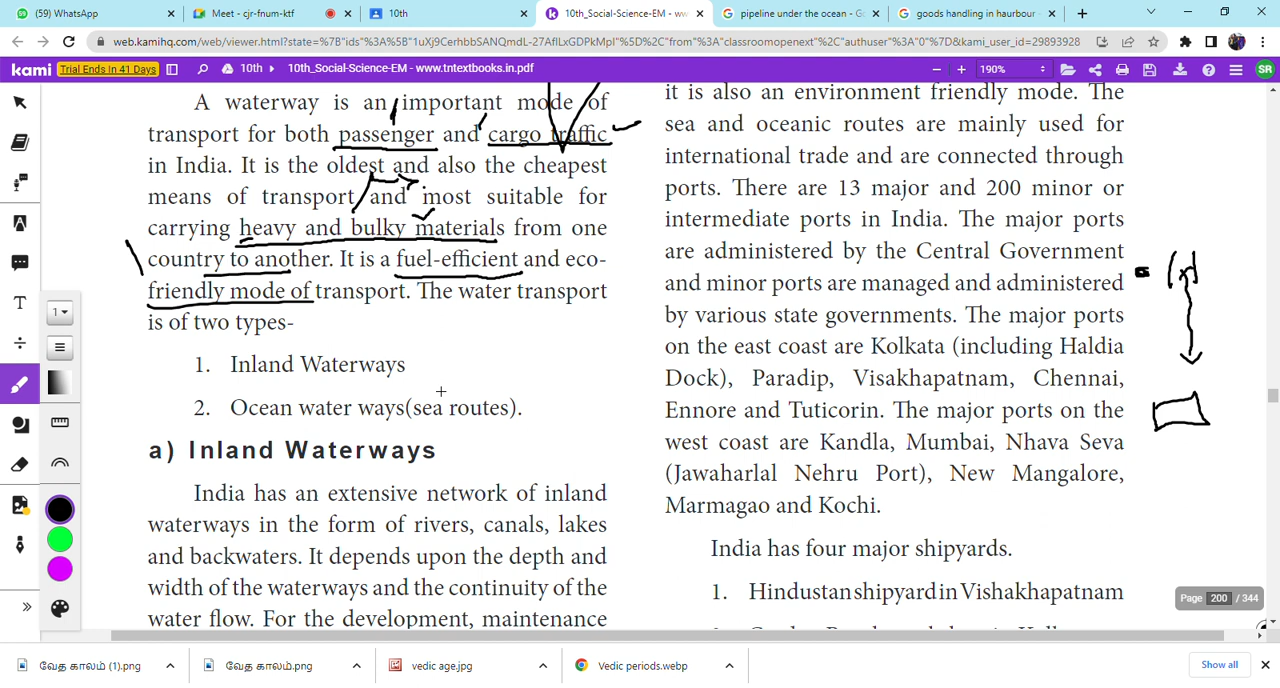 (59) WhatsApp
Meet - cjr-fnum-ktf
10th
10th_Social-Science-EM - ww
pipeline under the ocean - Go
goods handling in haurbour -
web.kamihq.com/web/viewer.html?state=%7B"ids"%3A%5B"1uXj9CerhbbSANQmdL-27AfILxGDPkMpI"%5D%2C"from"%3A"classroomopenext"%2C"authuser"%3A"0"%7D&kami_user_id=29893928
kami
Trial Ends In 41 Days
10th
10th_Social-Science-EM - www.tntextbooks.in.pdf
190%
SR
A waterway is an important mode of
transport for both passenger and cargo traffic
in India. It is the oldest and also the cheapest
means of transport and most suitable for
carrying heavy and bulky materials from one
country to another. It is a fuel-efficient and eco-
friendly mode of transport. The water transport
is of two types-
1. Inland Waterways
2. Ocean water ways(sea routes).
a) Inland Waterways
India has an extensive network of inland
waterways in the form of rivers, canals, lakes
and backwaters. It depends upon the depth and
width of the waterways and the continuity of the
water flow. For the development, maintenance
it is also an environment friendly mode. The
sea and oceanic routes are mainly used for
international trade and are connected through
ports. There are 13 major and 200 minor or
intermediate ports in India. The major ports
are administered by the Central Government
and minor ports are managed and administered
by various state governments. The major ports
on the east coast are Kolkata (including Haldia
Dock), Paradip, Visakhapatnam, Chennai,
Ennore and Tuticorin. The major ports on the
west coast are Kandla, Mumbai, Nhava Seva
(Jawaharlal Nehru Port), New Mangalore,
Marmagao and Kochi.
India has four major shipyards.
1. Hindustan shipyard in Vishakhapatnam
1
Page 200 / 344
வேத காலம் (1).png
வேத காலம்.png
vedic age.jpg
Vedic periods.webp
Show all